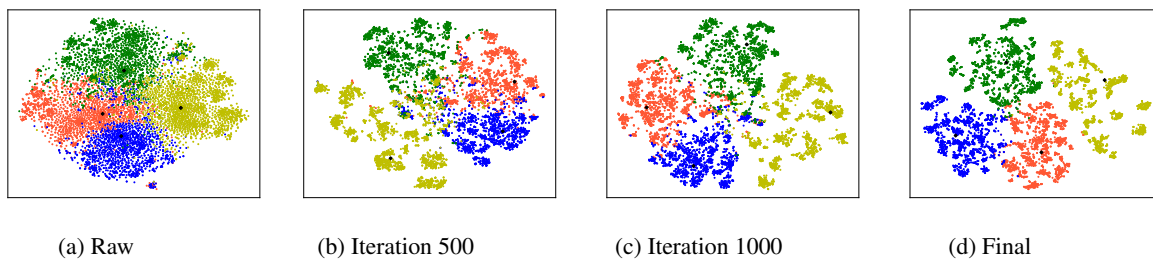 (a) Raw
(b) Iteration 500
(c) Iteration 1000
(d) Final